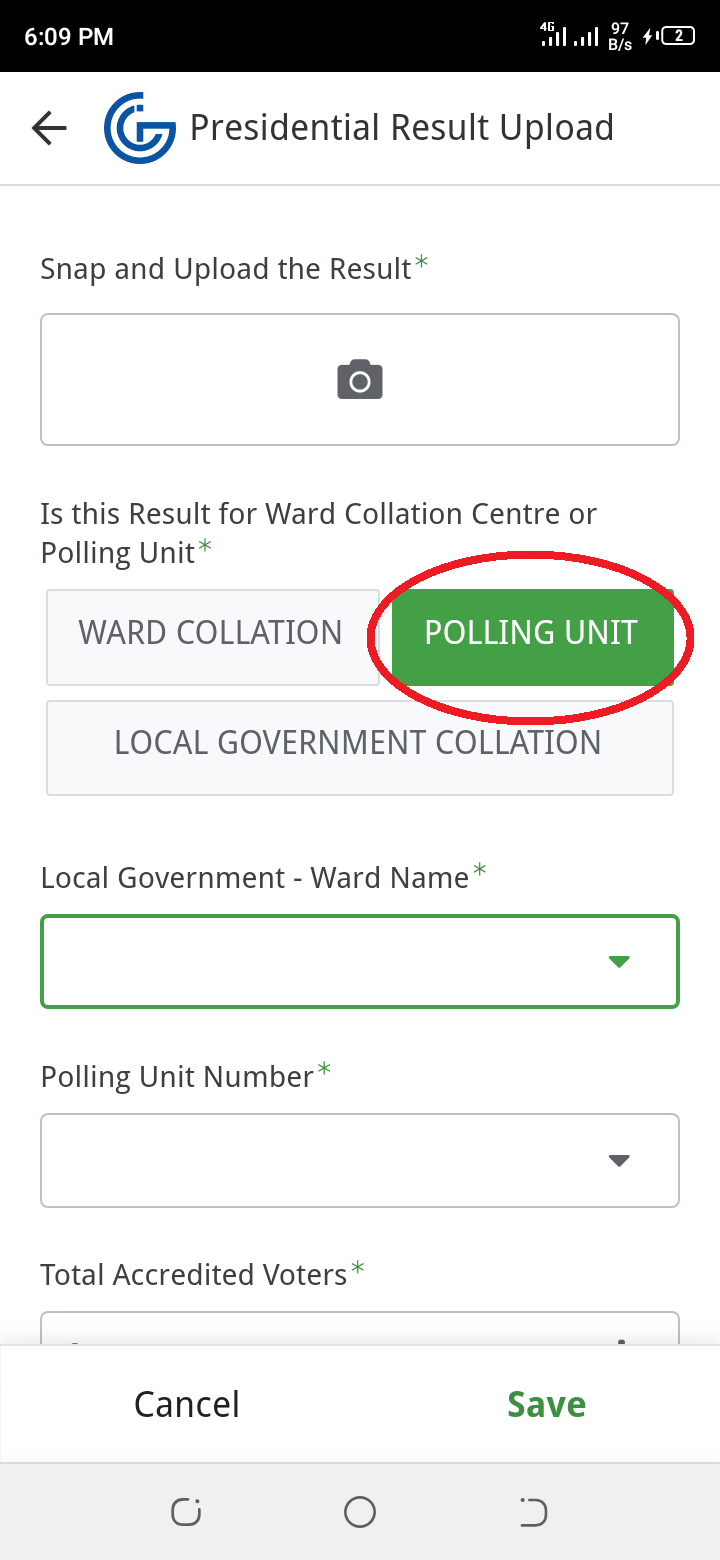 6:09 PM
4G
97
B/s
2
Presidential Result Upload
Snap and Upload the Result*
Is this Result for Ward Collation Centre or
Polling Unit*
WARD COLLATION
POLLING UNIT
LOCAL GOVERNMENT COLLATION
Local Government - Ward Name*
Polling Unit Number*
Total Accredited Voters*
Cancel
Save